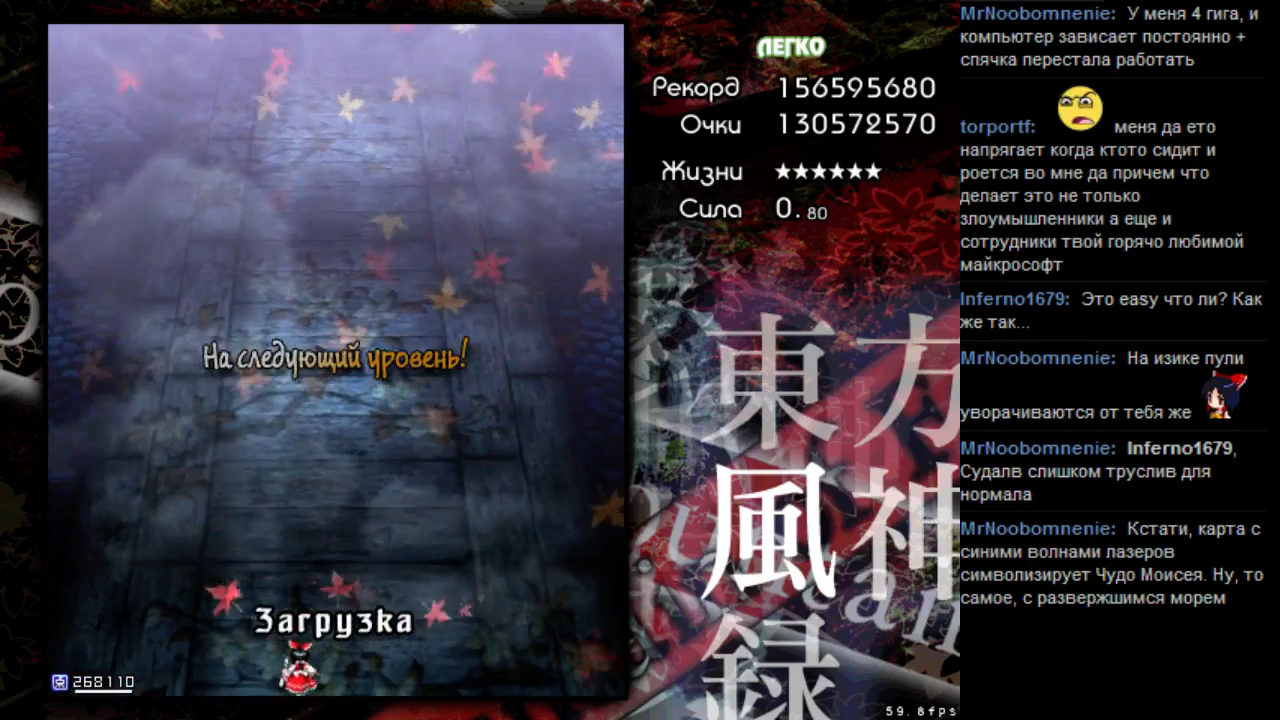 ЛЕГКО
Рекорд 156595680
Очки 130572570
Жизни ★★★★★★
Сила 0.80
На следующий уровень!
Загрузка
268110
東方
風神
録
59.8fps
MrNoobomnenie: У меня 4 гига, и
компьютер зависает постоянно +
спячка перестала работать
torportf: меня да ето
напрягает когда ктото сидит и
роется во мне да причем что
делает это не только
злоумышленники а еще и
сотрудники твой горячо любимой
майкрософт
Inferno1679: Это easy что ли? Как
же так...
MrNoobomnenie: На изике пули
уворачиваются от тебя же
MrNoobomnenie: Inferno1679,
Судалв слишком труслив для
нормала
MrNoobomnenie: Кстати, карта с
синими волнами лазеров
символизирует Чудо Моисея. Ну, то
самое, с развержшимся морем